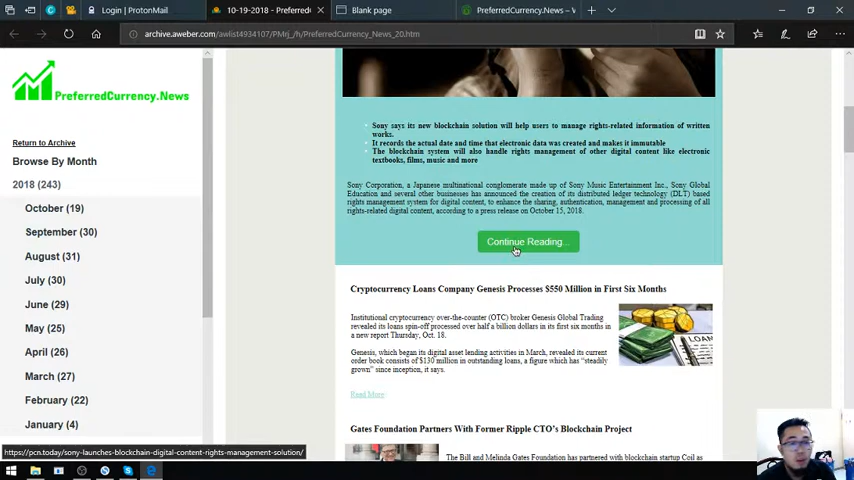 Login | ProtonMail
10-19-2018 - Preferred
Blank page
PreferredCurrency.News –
archive.aweber.com/awlist4934107/PMrj_/h/PreferredCurrency_News_20.htm
PreferredCurrency.News
Return to Archive
Browse By Month
2018 (243)
October (19)
September (30)
August (31)
July (30)
June (29)
May (25)
April (26)
March (27)
February (22)
January (4)
Sony says its new blockchain solution will help users to manage rights-related information of written
works.
It records the actual date and time that electronic data was created and makes it immutable
The blockchain system will also handle rights management of other digital content like electronic
textbooks, films, music and more
Sony Corporation, a Japanese multinational conglomerate made up of Sony Music Entertainment Inc., Sony Global
Education and several other businesses has announced the creation of its distributed ledger technology (DLT) based
rights management system for digital content, to enhance the sharing, authentication, management and processing of all
rights-related digital content, according to a press release on October 15, 2018.
Continue Reading...
Cryptocurrency Loans Company Genesis Processes $550 Million in First Six Months
Institutional cryptocurrency over-the-counter (OTC) broker Genesis Global Trading
revealed its loans spin-off processed over half a billion dollars in its first six months in
a new report Thursday, Oct. 18.
Genesis, which began its digital asset lending activities in March, revealed its current
order book consists of $130 million in outstanding loans, a figure which has “steadily
grown” since inception, it says.
LOAN
Read More
Gates Foundation Partners With Former Ripple CTO’s Blockchain Project
The Bill and Melinda Gates Foundation has partnered with blockchain startup Coil as
https://pcn.today/sony-launches-blockchain-digital-content-rights-management-solution/